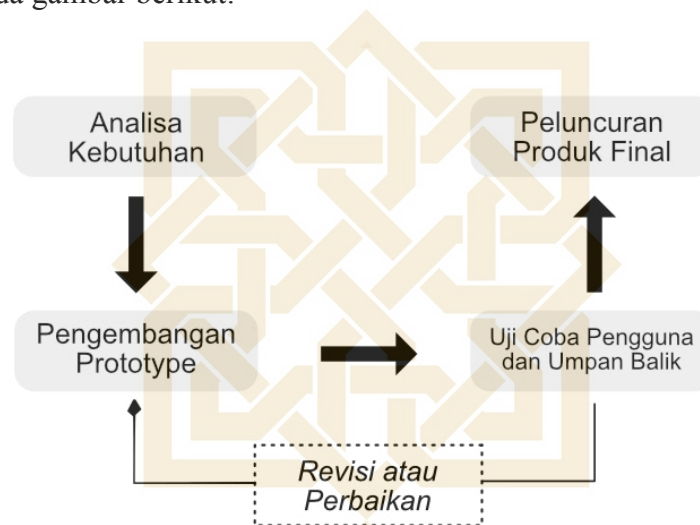 da gambar berikut:
Analisa
Kebutuhan
Peluncuran
Produk Final
Pengembangan
Prototype
Uji Coba Pengguna
dan Umpan Balik
Revisi atau
Perbaikan